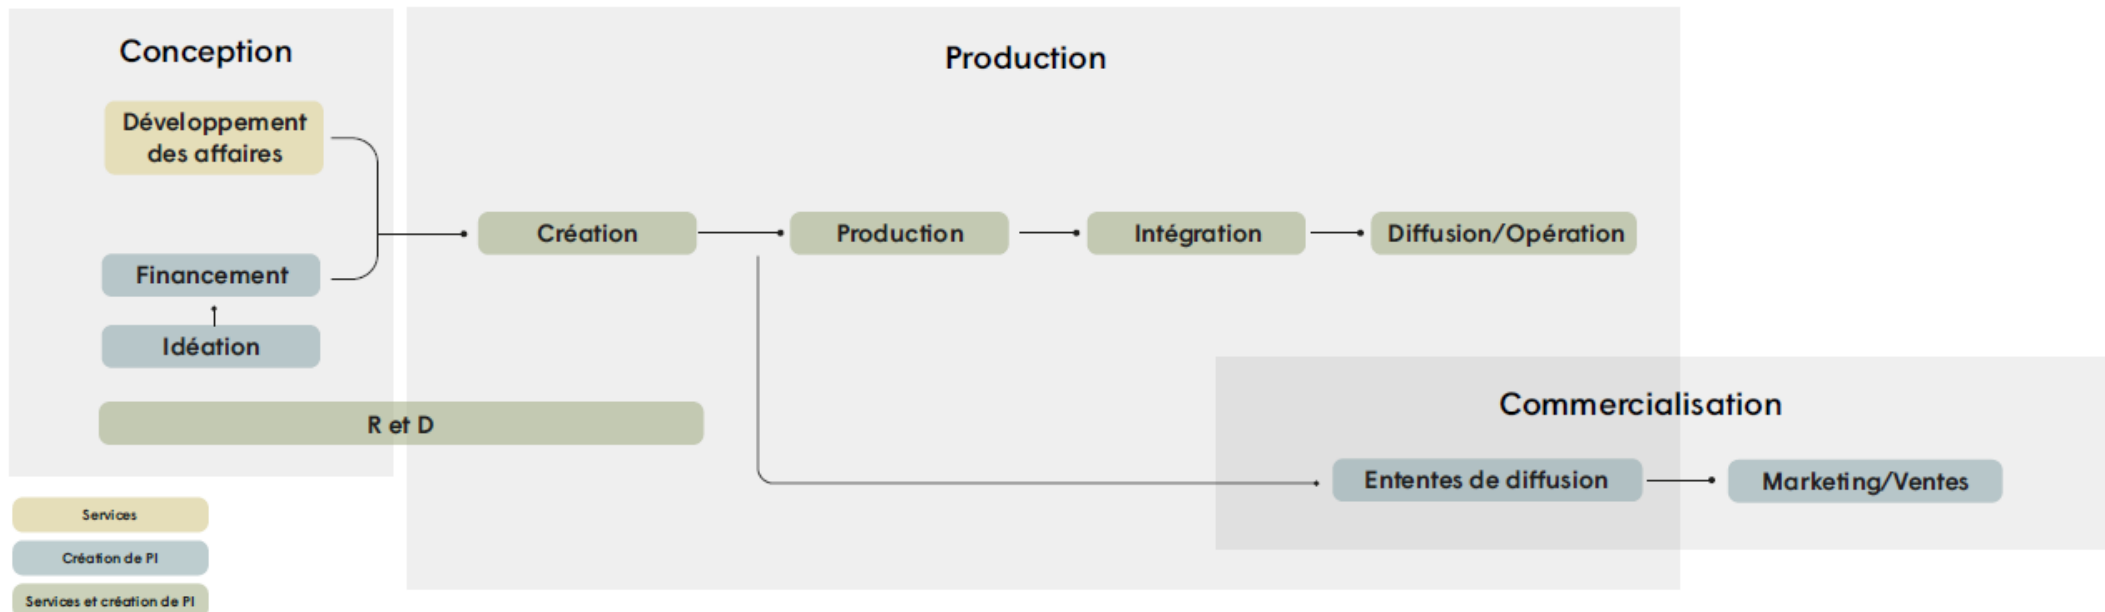 Conception
Production
Développement
des affaires
Création
Production
Intégration
Diffusion/Opération
Financement
Idéation
R et D
Commercialisation
Ententes de diffusion
Marketing/Ventes
Services
Création de PI
Services et création de PI